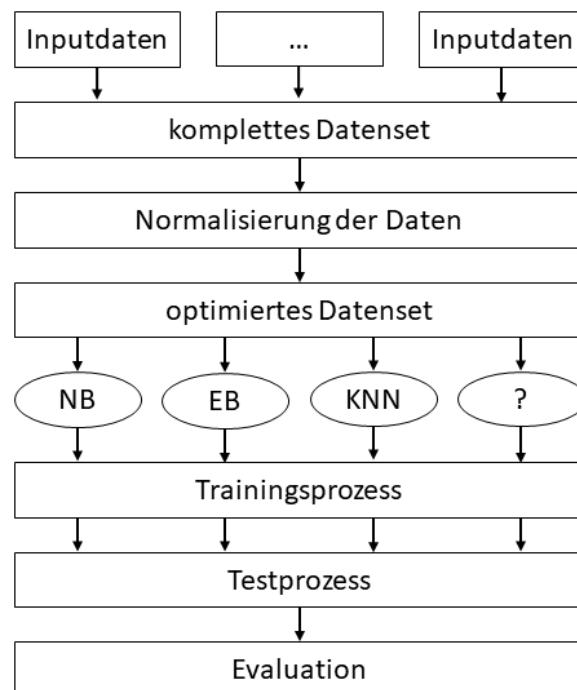 Inputdaten
...
Inputdaten
komplettes Datenset
Normalisierung der Daten
optimiertes Datenset
NB
EB
KNN
?
Trainingsprozess
Testprozess
Evaluation